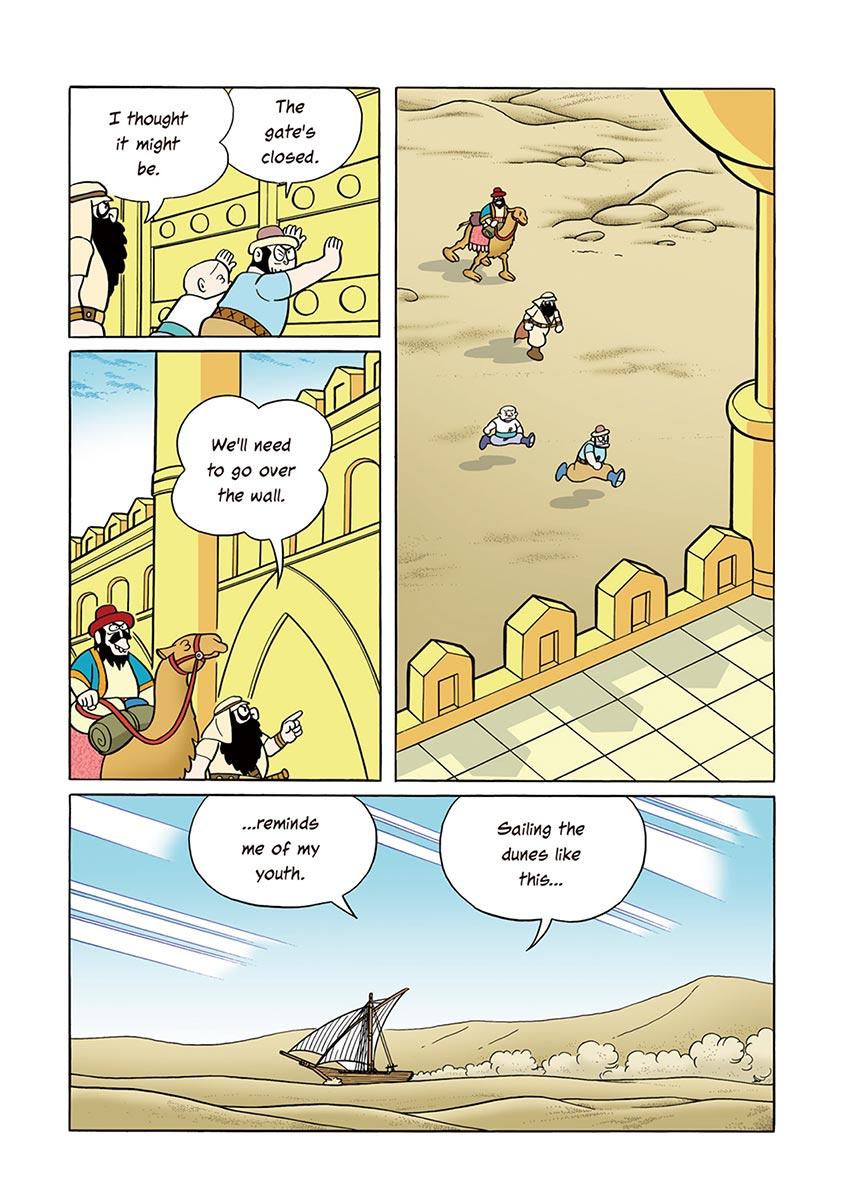 The
gate's
closed.
I thought
it might
be.
We'll need
to go over
the wall.
Sailing the
dunes like
this...
...reminds
me of my
youth.